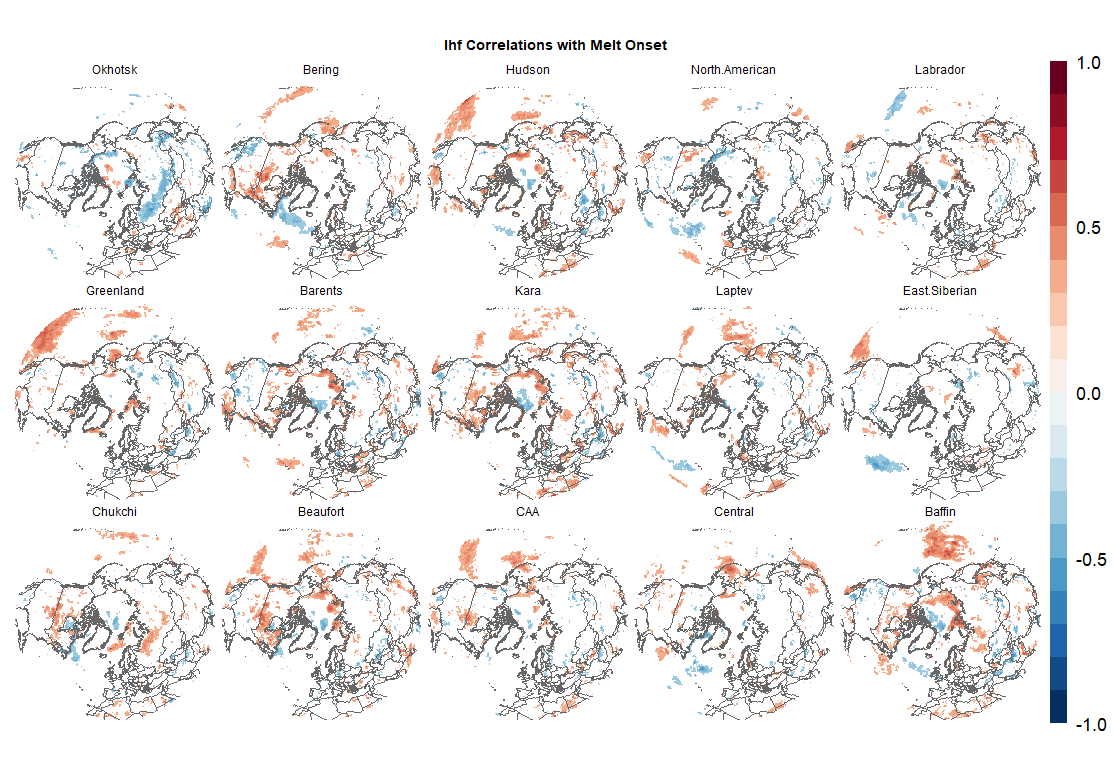 lhf Correlations with Melt Onset
Okhotsk
Bering
Hudson
North.American
Labrador
Greenland
Barents
Kara
Laptev
East.Siberian
Chukchi
Beaufort
CAA
Central
Baffin
1.0
0.5
0.0
-0.5
-1.0